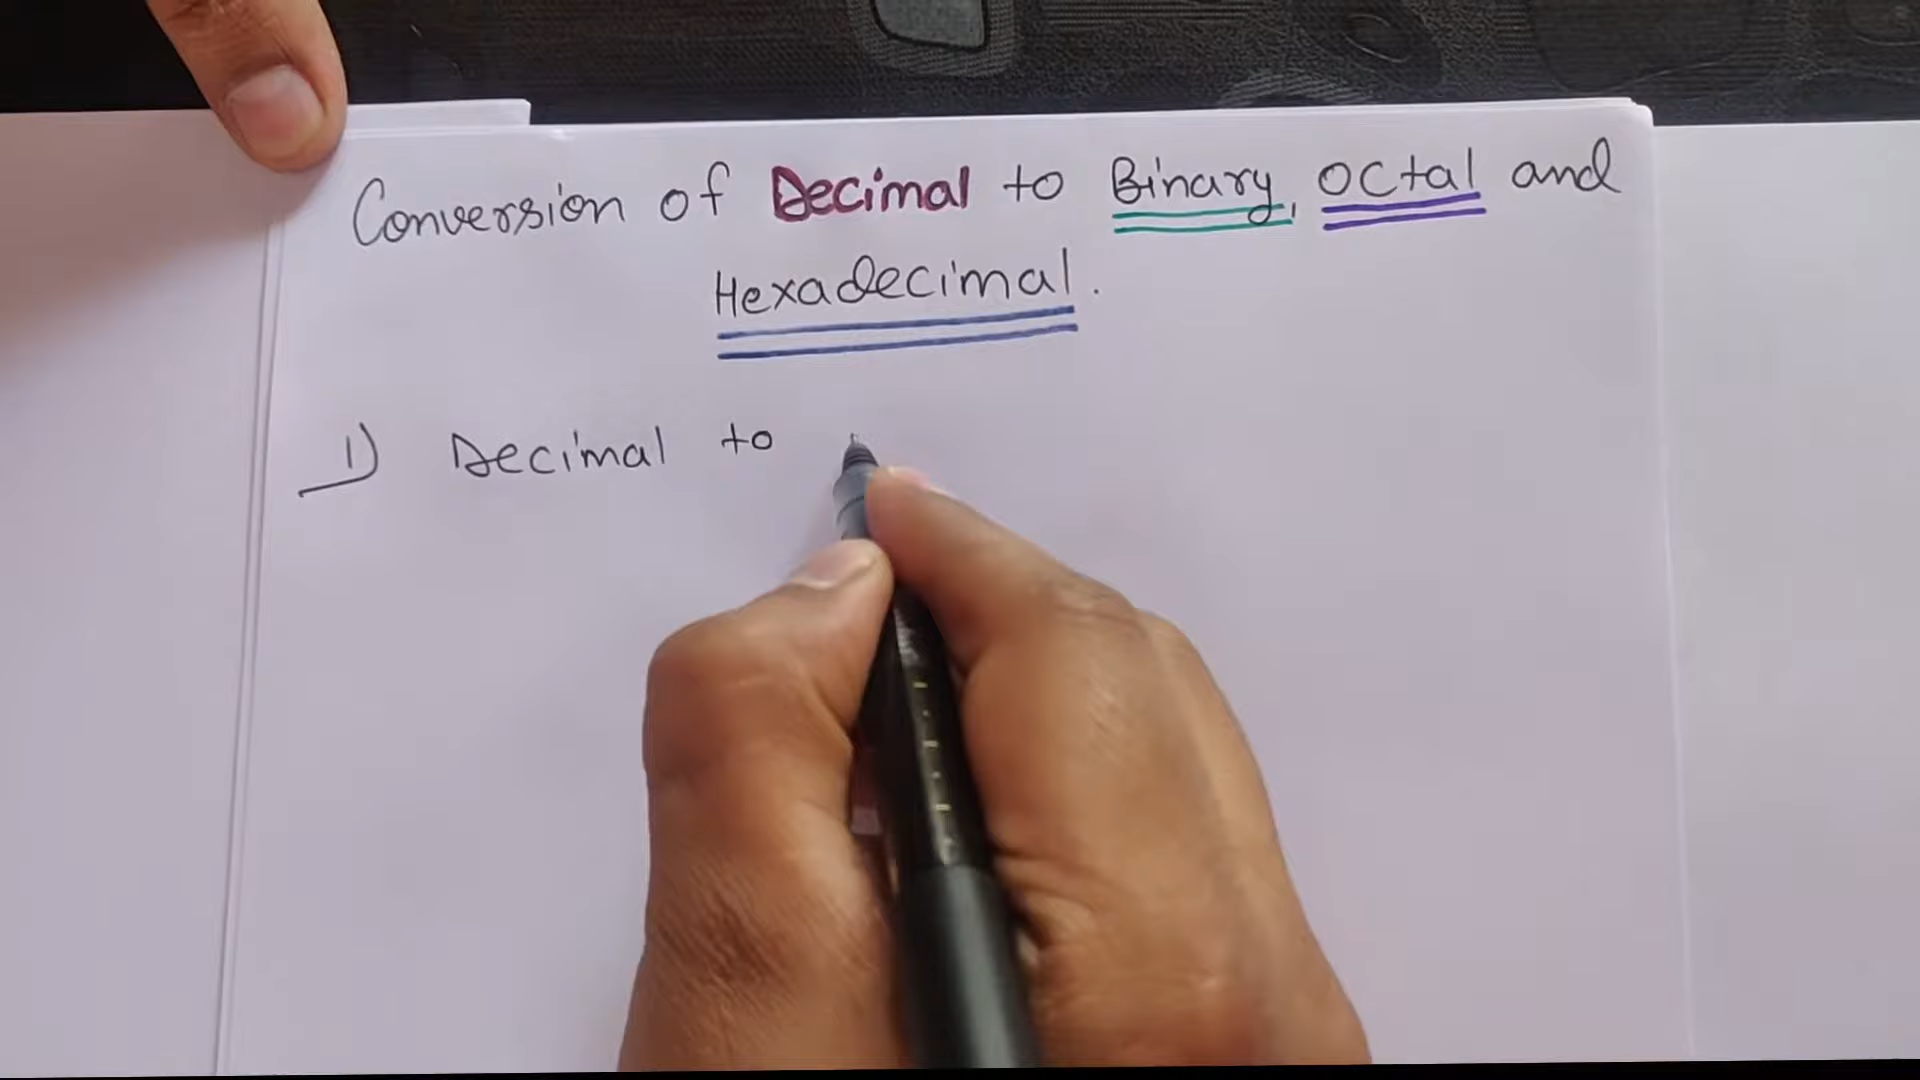 Conversion of Decimal to Binary, Octal and
Hexadecimal.
1) Decimal to